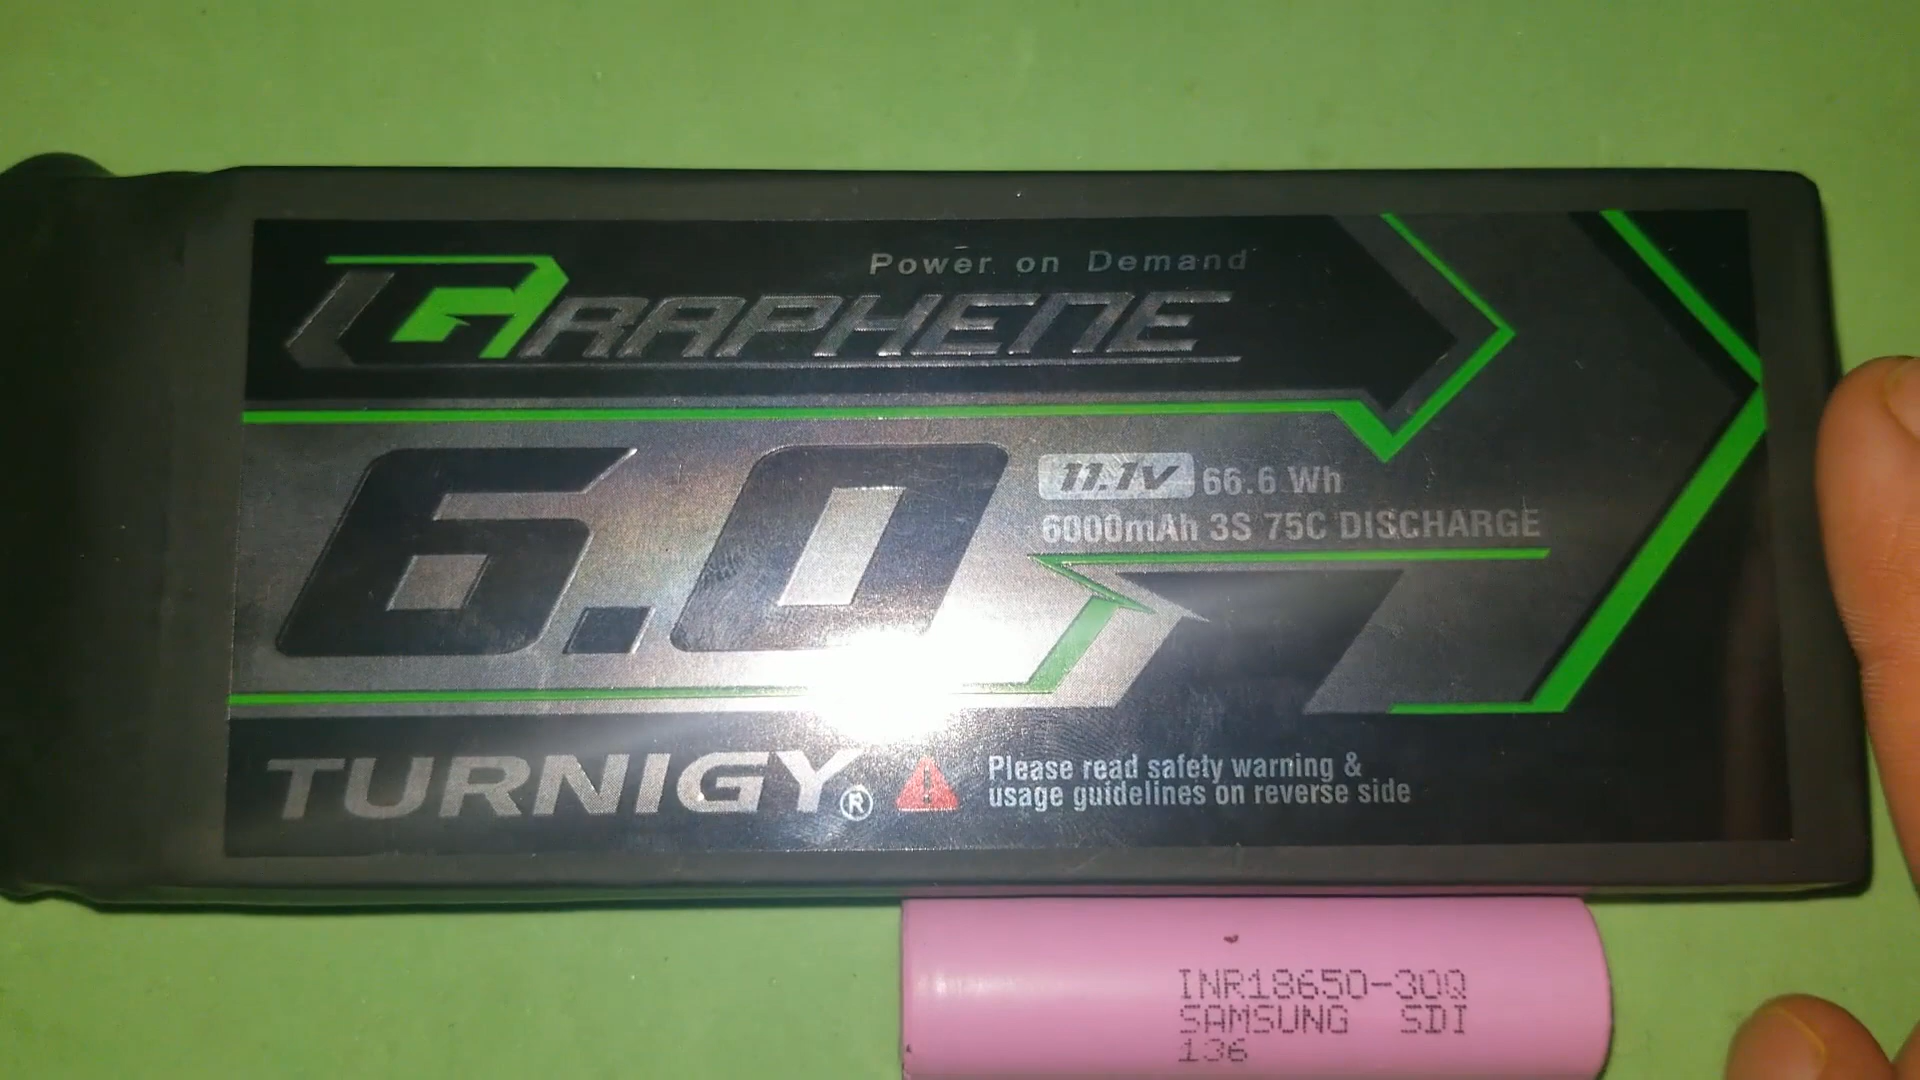 Power on Demand
GRAPHENE
6.0
11.1V 66.6 Wh
6000mAh 3S 75C DISCHARGE
TURNIGY®
Please read safety warning &
usage guidelines on reverse side
INR18650-30Q
SAMSUNG SDI
136